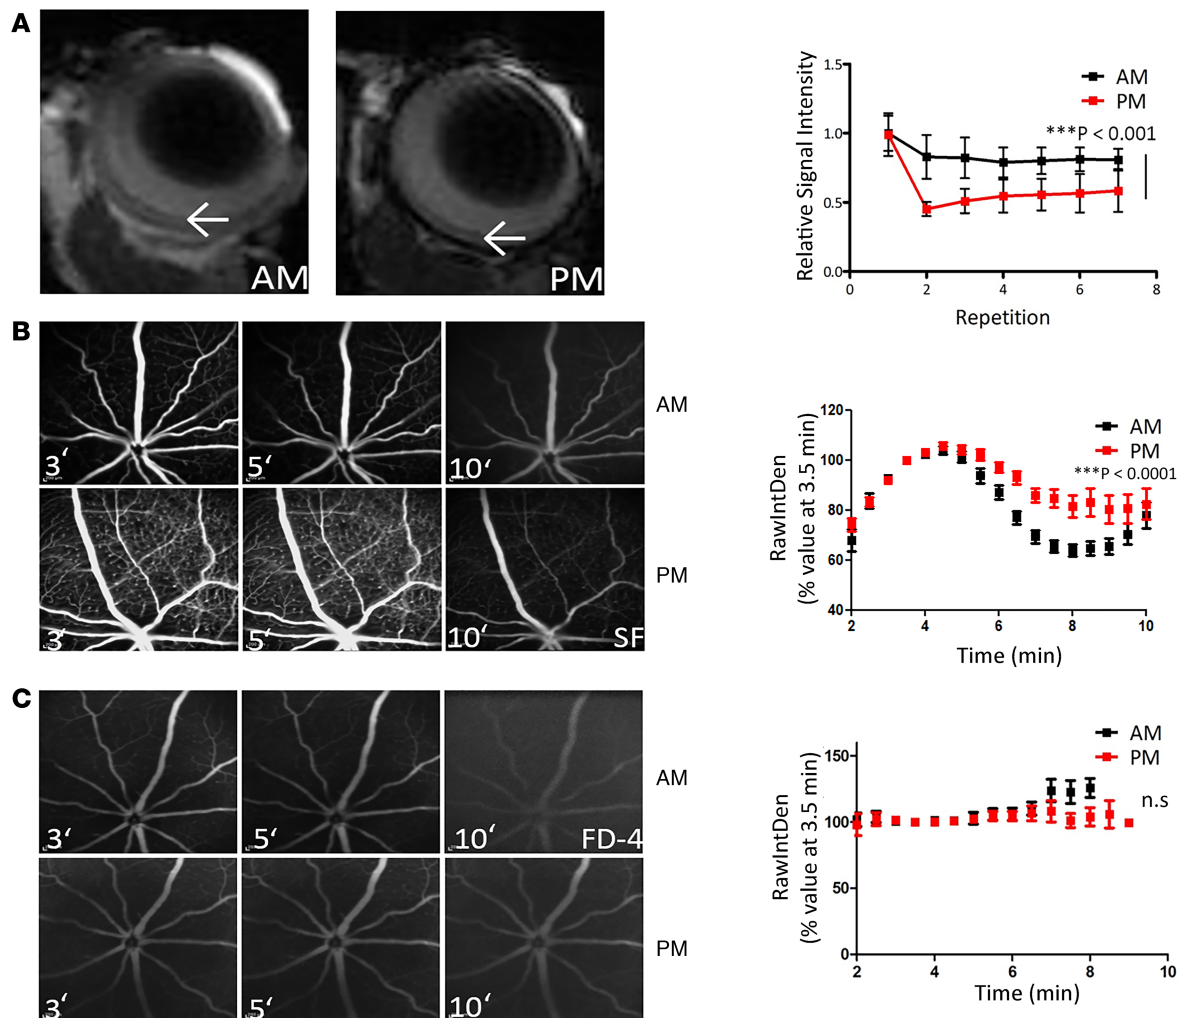 A
AM
PM
Relative Signal Intensity
1.5
1.0
0.5
0.0
0 2 4 6 8
Repetition
AM
PM
***P < 0.001
B
3‘
5‘
10‘
AM
3‘
5‘
10‘
SF
PM
RawIntDen
(% value at 3.5 min)
120
100
80
60
40
2 4 6 8 10
Time (min)
AM
PM
***P < 0.0001
C
3‘
5‘
10‘
FD-4
AM
3‘
5‘
10‘
PM
RawIntDen
(% value at 3.5 min)
150
100
50
0
2 4 6 8 10
Time (min)
AM
PM
n.s